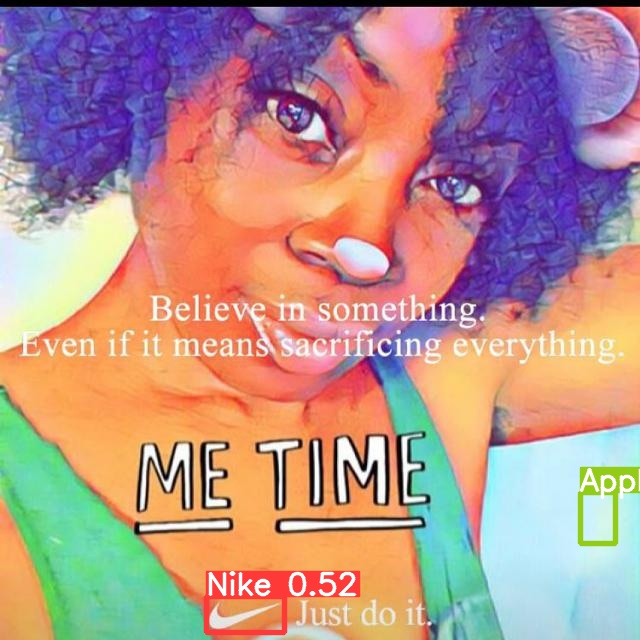 Believe in something.
Even if it means sacrificing everything.
ME TIME
Appl
Nike 0.52
Just do it.